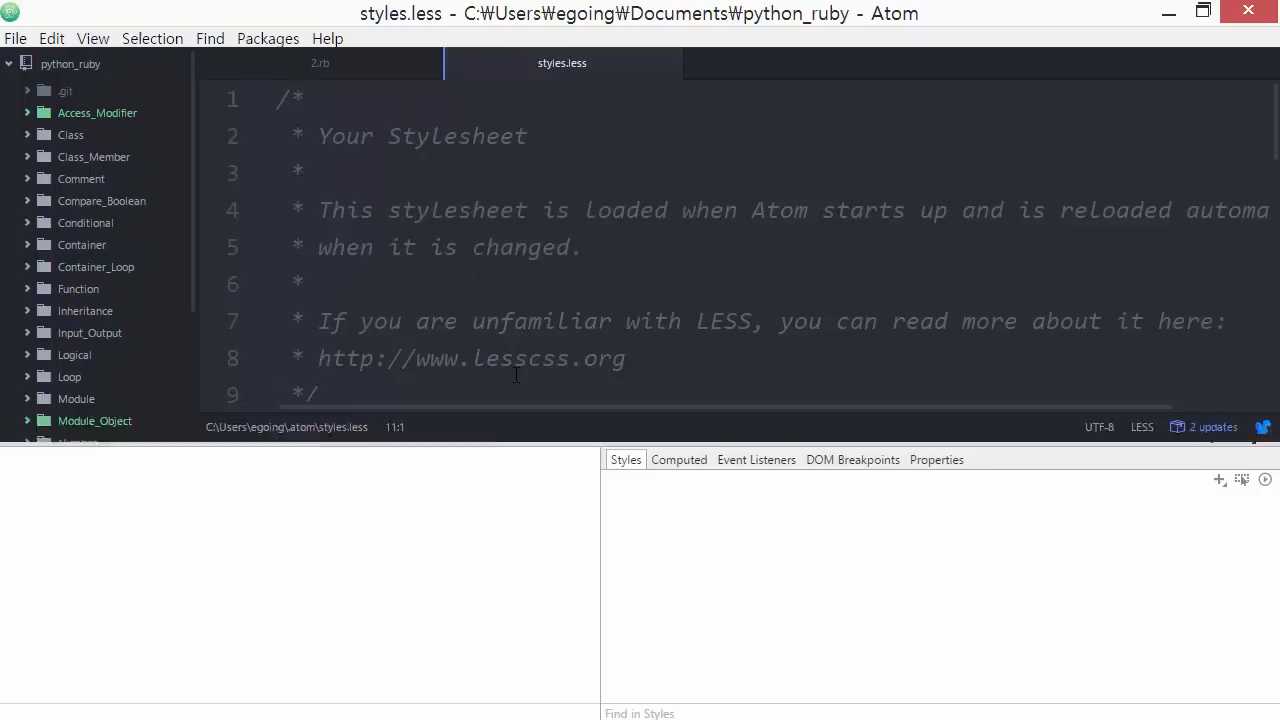 styles.less - C:₩Users₩egoing₩Documents₩python_ruby - Atom
File Edit View Selection Find Packages Help
python_ruby
.git
Access_Modifier
Class
Class_Member
Comment
Compare_Boolean
Conditional
Container
Container_Loop
Function
Inheritance
Input_Output
Logical
Loop
Module
Module_Object
2.rb styles.less
1 /*
2 * Your Stylesheet
3 *
4 * This stylesheet is loaded when Atom starts up and is reloaded automa
5 * when it is changed.
6 *
7 * If you are unfamiliar with LESS, you can read more about it here:
8 * http://www.lesscss.org
9 */
C:\Users\egoing\.atom\styles.less 11:1 UTF-8 LESS 2 updates
Styles Computed Event Listeners DOM Breakpoints Properties
Find in Styles